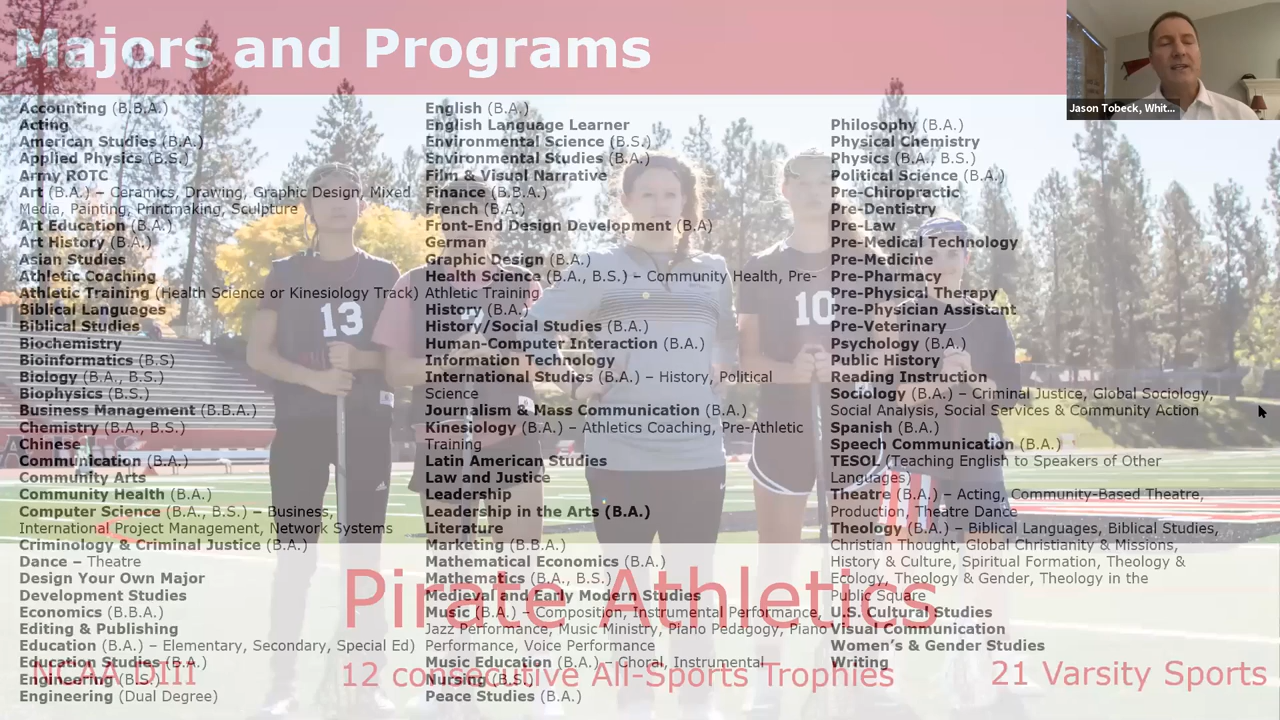 Majors and Programs
Jason Tobeck, Whit...
Accounting (B.B.A.)
Acting
American Studies (B.A.)
Applied Physics (B.S.)
Army ROTC
Art (B.A.) – Ceramics, Drawing, Graphic Design, Mixed
Media, Painting, Printmaking, Sculpture
Art Education (B.A.)
Art History (B.A.)
Asian Studies
Athletic Coaching
Athletic Training (Health Science or Kinesiology Track)
Biblical Languages
Biblical Studies
Biochemistry
Bioinformatics (B.S)
Biology (B.A., B.S.)
Biophysics (B.S.)
Business Management (B.B.A.)
Chemistry (B.A., B.S.)
Chinese
Communication (B.A.)
Community Arts
Community Health (B.A.)
Computer Science (B.A., B.S.) – Business,
International Project Management, Network Systems
Criminology & Criminal Justice (B.A.)
Dance – Theatre
Design Your Own Major
Development Studies
Economics (B.B.A.)
Editing & Publishing
Education (B.A.) – Elementary, Secondary, Special Ed)
Education Studies (B.A.)
Engineering (B.S.)
Engineering (Dual Degree)
English (B.A.)
English Language Learner
Environmental Science (B.S.)
Environmental Studies (B.A.)
Film & Visual Narrative
Finance (B.B.A.)
French (B.A.)
Front-End Design Development (B.A)
German
Graphic Design (B.A.)
Health Science (B.A., B.S.) – Community Health, Pre-
Athletic Training
History (B.A.)
History/Social Studies (B.A.)
Human-Computer Interaction (B.A.)
Information Technology
International Studies (B.A.) – History, Political
Science
Journalism & Mass Communication (B.A.)
Kinesiology (B.A.) – Athletics Coaching, Pre-Athletic
Training
Latin American Studies
Law and Justice
Leadership
Leadership in the Arts (B.A.)
Literature
Marketing (B.B.A.)
Mathematical Economics (B.A.)
Mathematics (B.A., B.S.)
Medieval and Early Modern Studies
Music (B.A.) – Composition, Instrumental Performance,
Jazz Performance, Music Ministry, Piano Pedagogy, Piano
Performance, Voice Performance
Music Education (B.A.) – Choral, Instrumental
Nursing (B.S.)
Peace Studies (B.A.)
Philosophy (B.A.)
Physical Chemistry
Physics (B.A., B.S.)
Political Science (B.A.)
Pre-Chiropractic
Pre-Dentistry
Pre-Law
Pre-Medical Technology
Pre-Medicine
Pre-Pharmacy
Pre-Physical Therapy
Pre-Physician Assistant
Pre-Veterinary
Psychology (B.A.)
Public History
Reading Instruction
Sociology (B.A.) – Criminal Justice, Global Sociology,
Social Analysis, Social Services & Community Action
Spanish (B.A.)
Speech Communication (B.A.)
TESOL (Teaching English to Speakers of Other
Languages)
Theatre (B.A.) – Acting, Community-Based Theatre,
Production, Theatre Dance
Theology (B.A.) – Biblical Languages, Biblical Studies,
Christian Thought, Global Christianity & Missions,
History & Culture, Spiritual Formation, Theology &
Ecology, Theology & Gender, Theology in the
Public Square
U.S. Cultural Studies
Visual Communication
Women's & Gender Studies
Writing
13
10
Pirate Athletics
NCAA DIII
12 consecutive All-Sports Trophies
21 Varsity Sports